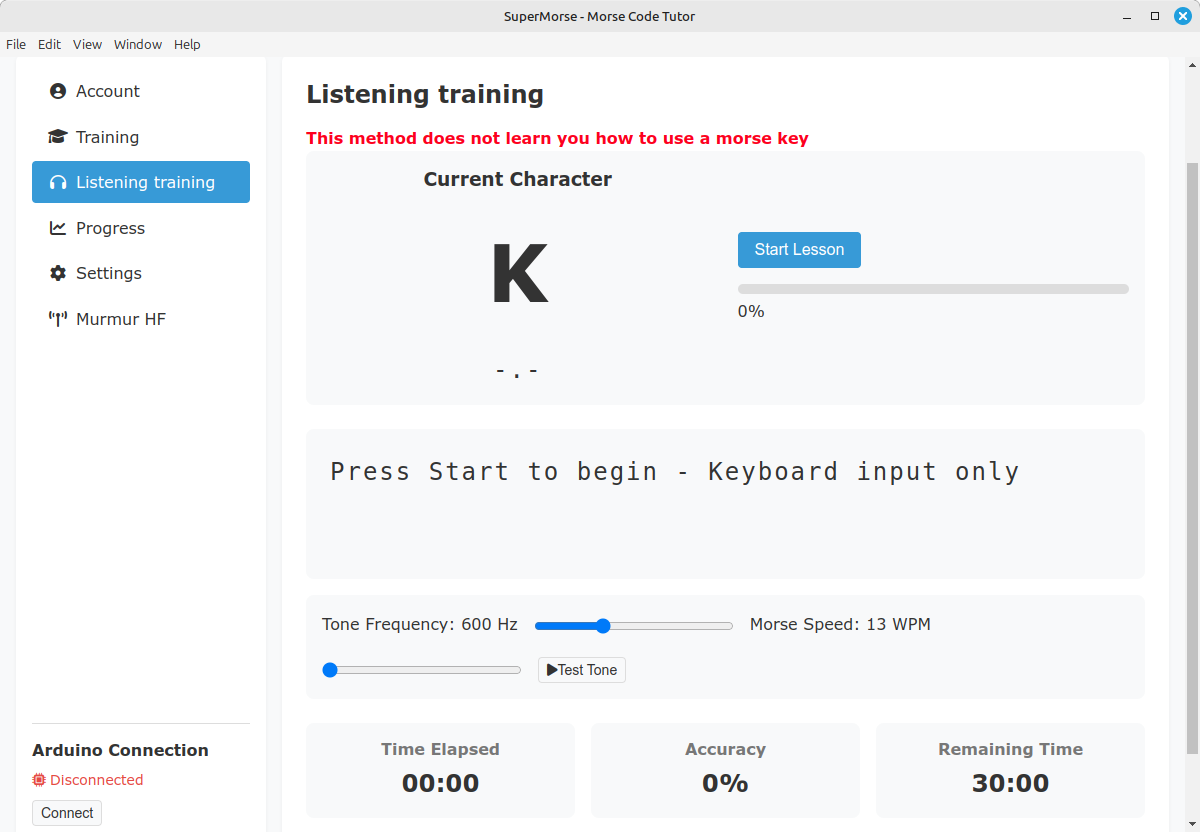 SuperMorse - Morse Code Tutor
File Edit View Window Help
Account
Training
Listening training
Progress
Settings
Murmur HF
Arduino Connection
Disconnected
Connect
Listening training
This method does not learn you how to use a morse key
Current Character
K
-.-
Start Lesson
0%
Press Start to begin - Keyboard input only
Tone Frequency: 600 Hz Morse Speed: 13 WPM
Test Tone
Time Elapsed
00:00
Accuracy
0%
Remaining Time
30:00